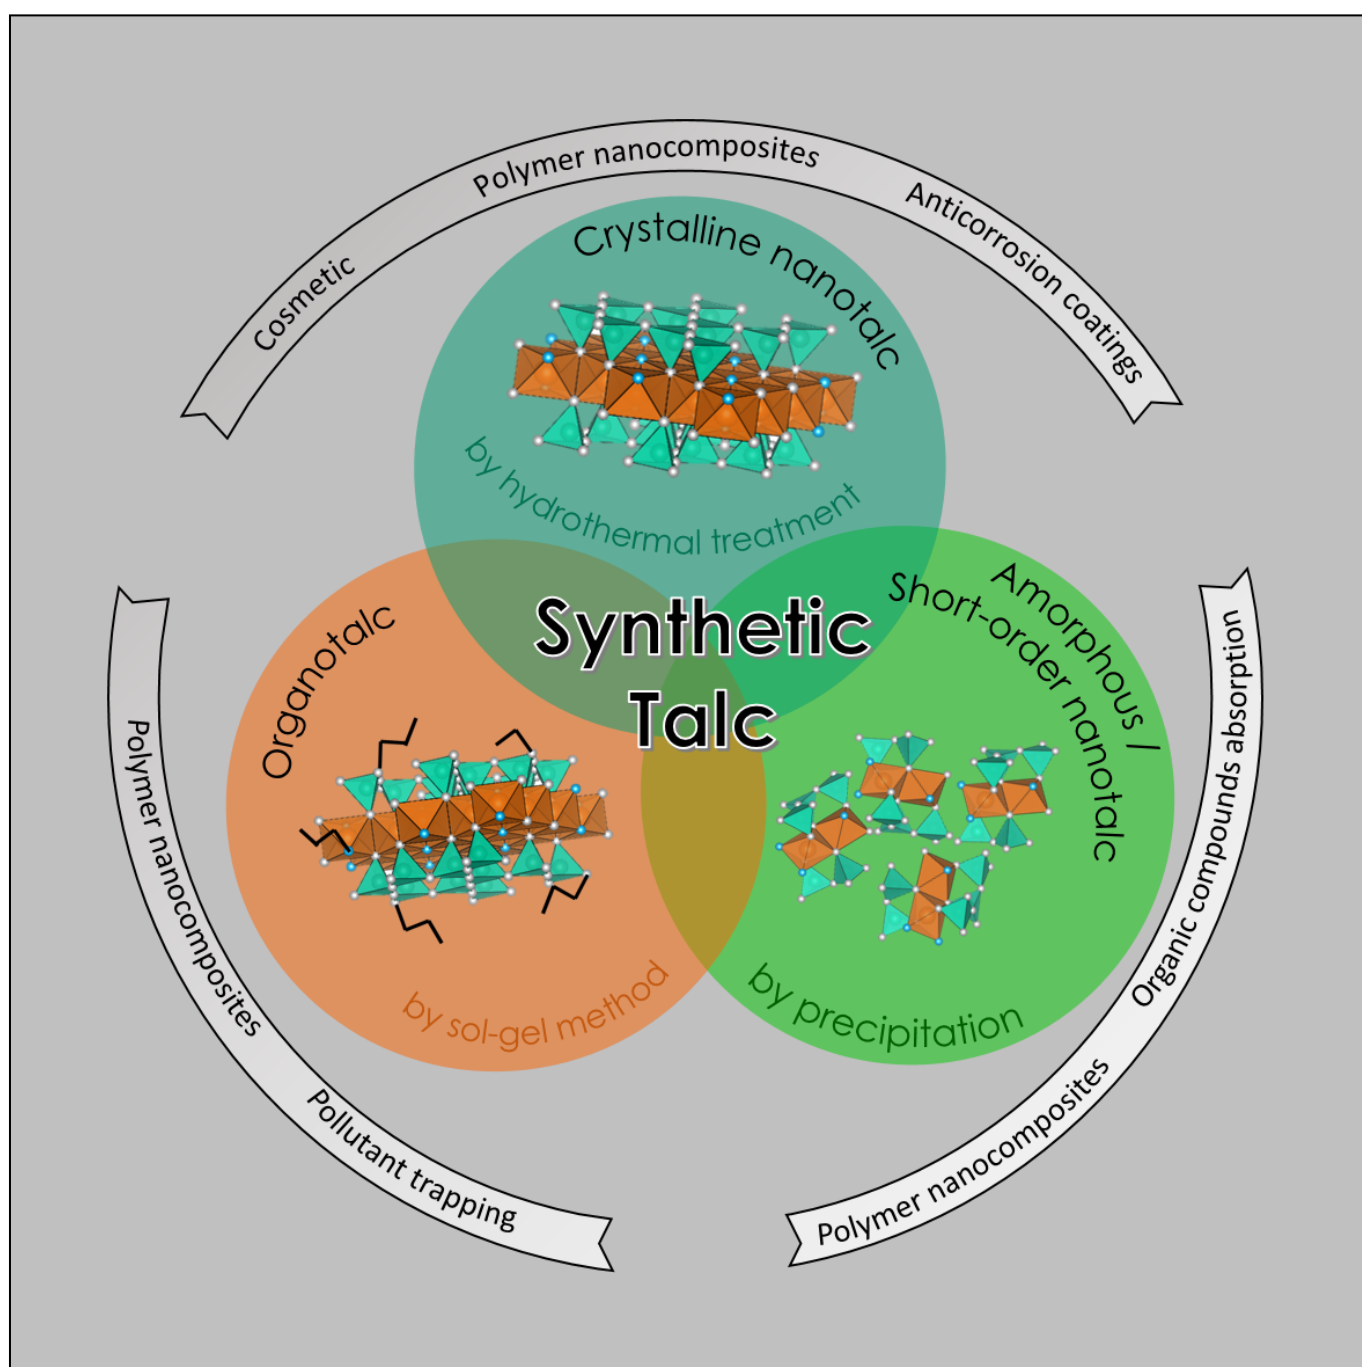 Cosmetic
Polymer nanocomposites
Anticorrosion coatings
Crystalline nanotalc
by hydrothermal treatment
Synthetic
Talc
Organotalc
by sol-gel method
Polymer nanocomposites
Pollutant trapping
Amorphous /
Short-order nanotalc
by precipitation
Organic compounds absorption
Polymer nanocomposites